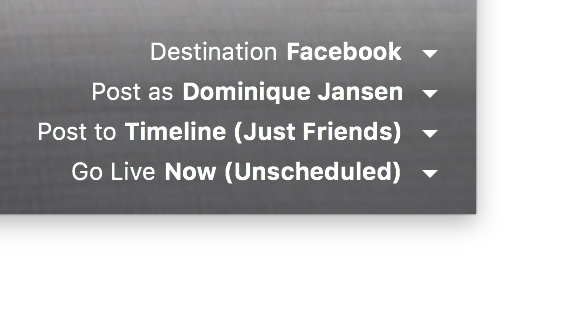 Destination Facebook
Post as Dominique Jansen
Post to Timeline (Just Friends)
Go Live Now (Unscheduled)